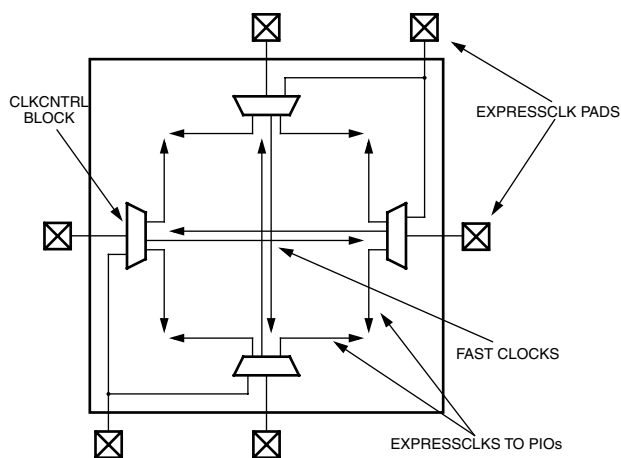 CLKCNTRL
BLOCK
EXPRESSCLK PADS
FAST CLOCKS
EXPRESSCLKS TO PIOs